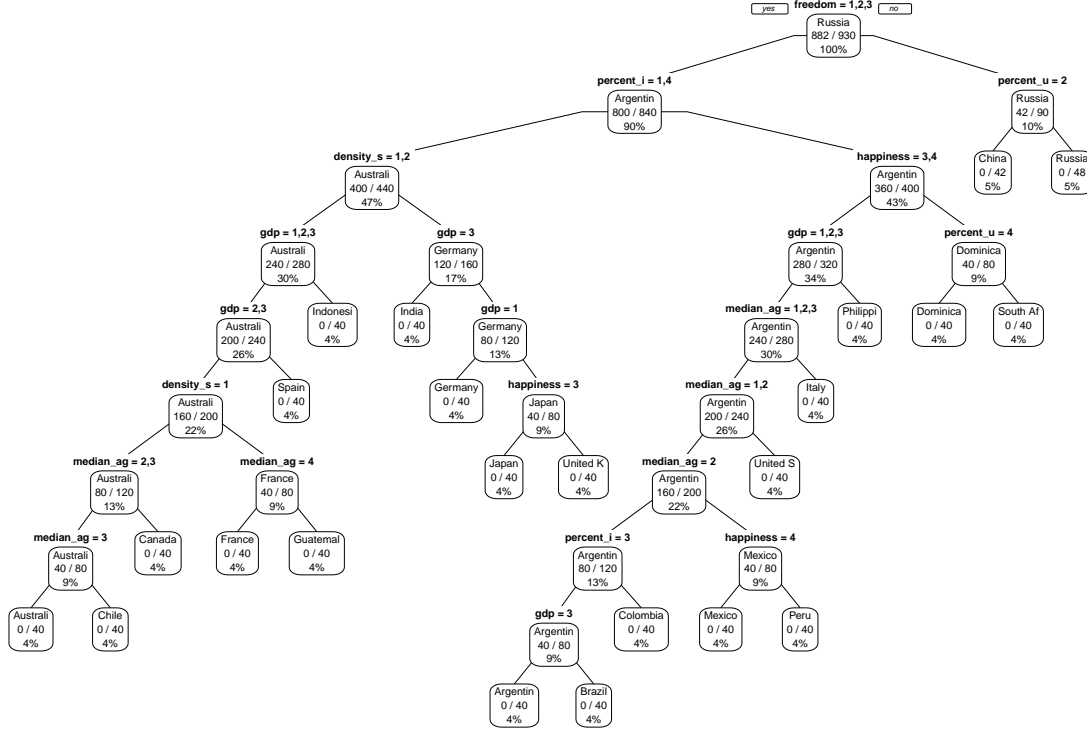 yes freedom = 1,2,3 no
Russia
882 / 930
100%
percent_i = 1,4
Argentin
800 / 840
90%
percent_u = 2
Russia
42 / 90
10%
China
0 / 42
5%
Russia
0 / 48
5%
density_s = 1,2
Australi
400 / 440
47%
happiness = 3,4
Argentin
360 / 400
43%
gdp = 1,2,3
Australi
240 / 280
30%
gdp = 3
Germany
120 / 160
17%
gdp = 1,2,3
Argentin
280 / 320
34%
percent_u = 4
Dominica
40 / 80
9%
gdp = 2,3
Australi
200 / 240
26%
Indonesi
0 / 40
4%
India
0 / 40
4%
gdp = 1
Germany
80 / 120
13%
median_ag = 1,2,3
Argentin
240 / 280
30%
Philippi
0 / 40
4%
Dominica
0 / 40
4%
South Af
0 / 40
4%
density_s = 1
Australi
160 / 200
22%
Spain
0 / 40
4%
Germany
0 / 40
4%
happiness = 3
Japan
40 / 80
9%
median_ag = 1,2
Argentin
200 / 240
26%
Italy
0 / 40
4%
median_ag = 2,3
Australi
80 / 120
13%
median_ag = 4
France
40 / 80
9%
Japan
0 / 40
4%
United K
0 / 40
4%
median_ag = 2
Argentin
160 / 200
22%
United S
0 / 40
4%
median_ag = 3
Australi
40 / 80
9%
Canada
0 / 40
4%
France
0 / 40
4%
Guatemal
0 / 40
4%
percent_i = 3
Argentin
80 / 120
13%
happiness = 4
Mexico
40 / 80
9%
Australi
0 / 40
4%
Chile
0 / 40
4%
gdp = 3
Argentin
40 / 80
9%
Colombia
0 / 40
4%
Mexico
0 / 40
4%
Peru
0 / 40
4%
Argentin
0 / 40
4%
Brazil
0 / 40
4%